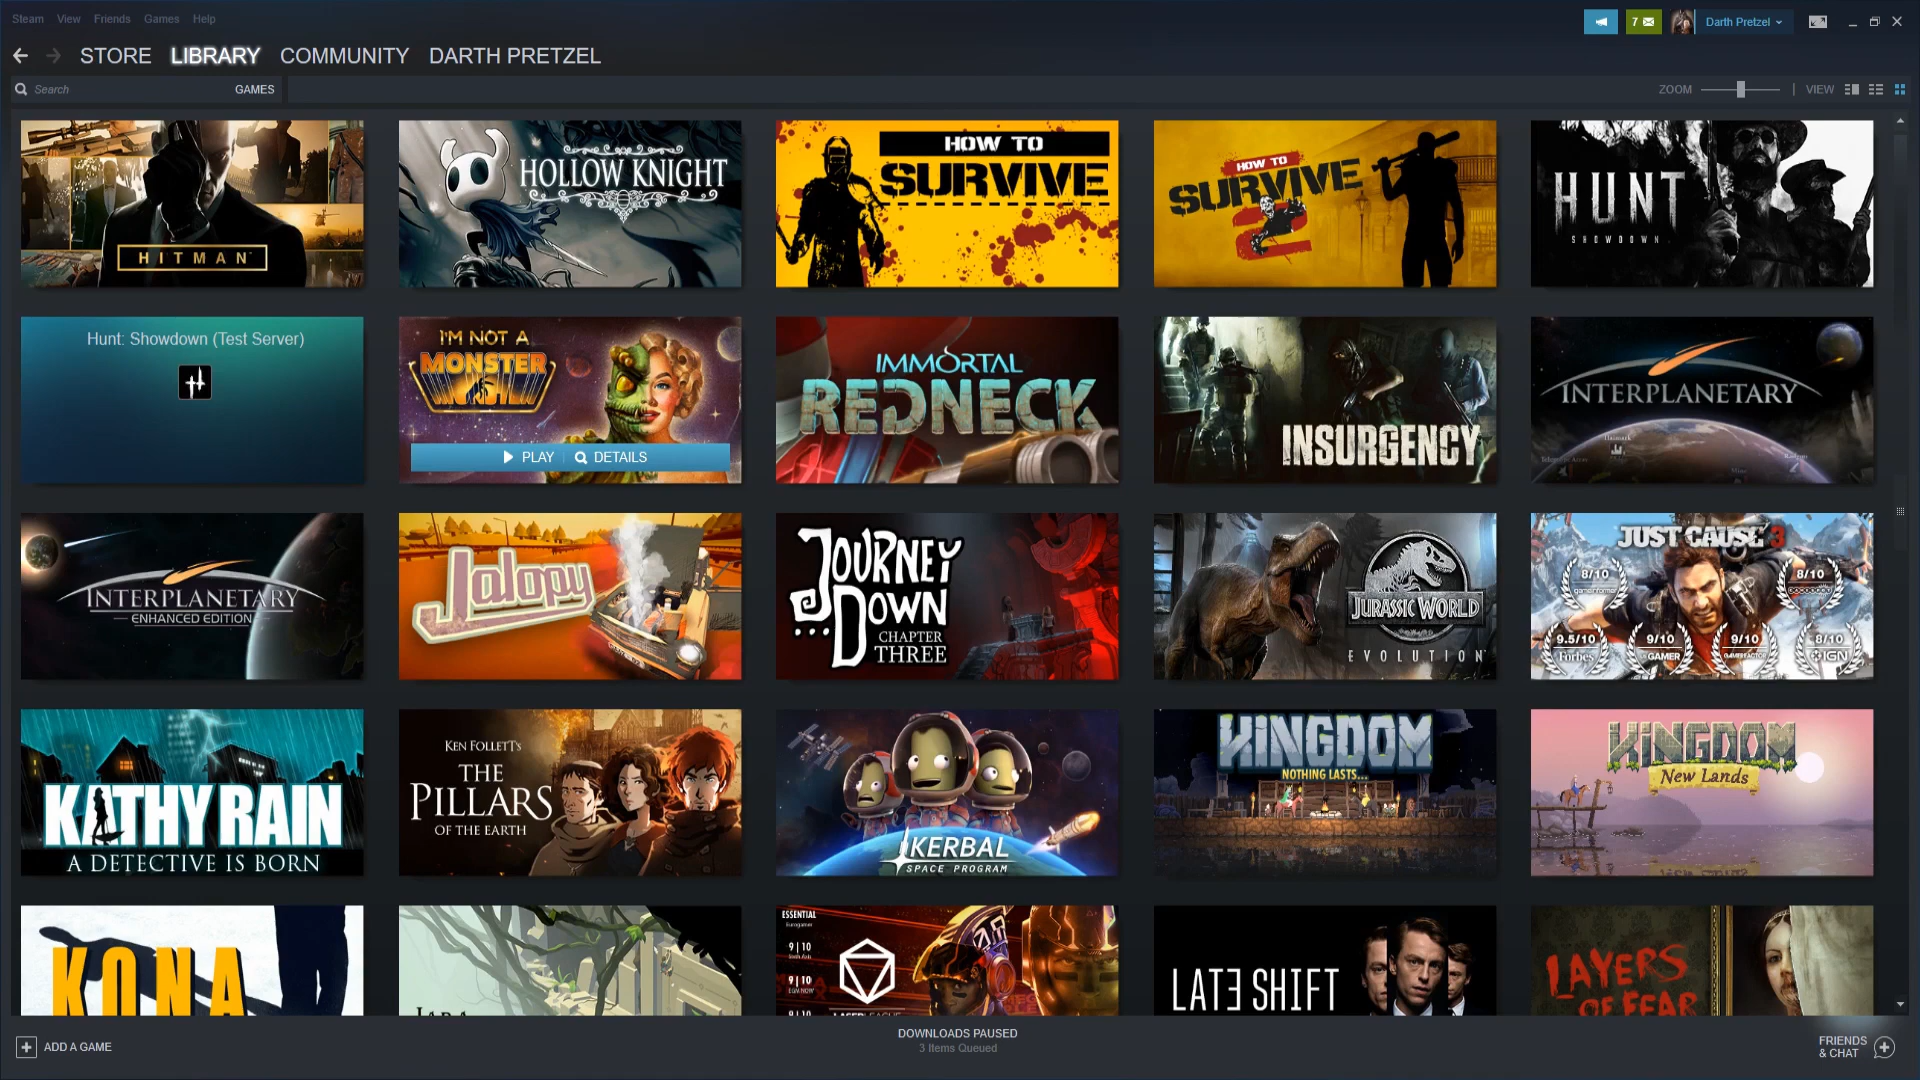 Steam View Friends Games Help
7
Darth Pretzel
STORE LIBRARY COMMUNITY DARTH PRETZEL
Search
GAMES
ZOOM
VIEW
HITMAN
HOLLOW KNIGHT
HOW TO
SURVIVE
HOW TO
SURVIVE
2
HUNT
SHOWDOWN
Hunt: Showdown (Test Server)
I'M NOT A
MONSTER
PLAY
DETAILS
IMMORTAL
REDNECK
INSURGENCY
INTERPLANETARY
INTERPLANETARY
ENHANCED EDITION
Jalopy
JOURNEY
DOWN
CHAPTER
THREE
JURASSIC WORLD
EVOLUTION
JUST CAUSE 3
8/10
gameinformer
8/10
9.5/10
Forbes
9/10
GAMER
9/10
GAMEREACTOR
8/10
IGN
KATHY RAIN
A DETECTIVE IS BORN
KEN FOLLETT'S
THE
PILLARS
OF THE EARTH
KERBAL
SPACE PROGRAM
KINGDOM
NOTHING LASTS...
KINGDOM
New Lands
KONA
ESSENTIAL
Eurogamer
9|10
9|10
EGM NOW
LATE SHIFT
LAYERS
OF FEAR
ADD A GAME
DOWNLOADS PAUSED
3 Items Queued
FRIENDS
& CHAT